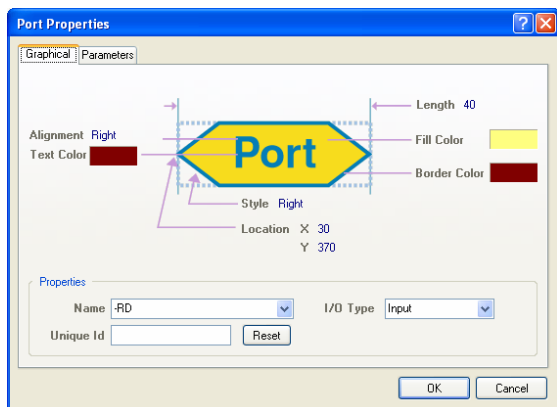 Port Properties
Graphical Parameters
Length 40
Alignment Right
Fill Color
Text Color
Port
Border Color
Style Right
Location X 30
Y 370
Properties
Name -RD I/O Type Input
Unique Id Reset
OK Cancel